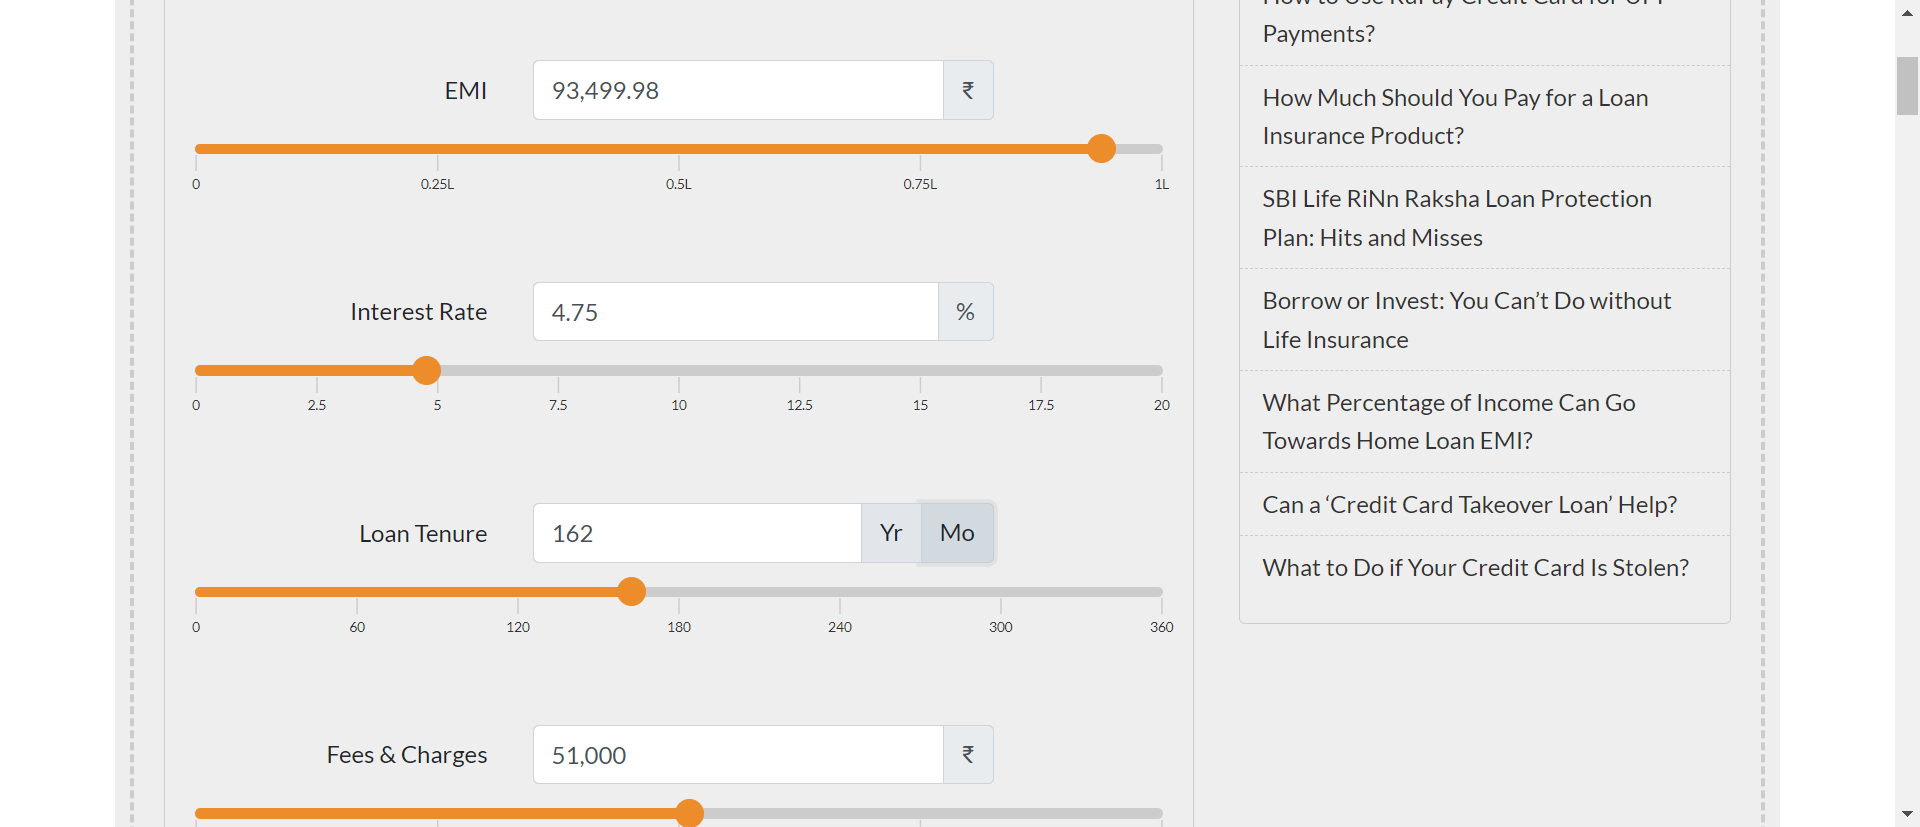 EMI
93,499.98
₹
0 0.25L 0.5L 0.75L 1L
Interest Rate
4.75
%
0 2.5 5 7.5 10 12.5 15 17.5 20
Loan Tenure
162
Yr Mo
0 60 120 180 240 300 360
Fees & Charges
51,000
₹
Payments?
How Much Should You Pay for a Loan
Insurance Product?
SBI Life RiNn Raksha Loan Protection
Plan: Hits and Misses
Borrow or Invest: You Can’t Do without
Life Insurance
What Percentage of Income Can Go
Towards Home Loan EMI?
Can a ‘Credit Card Takeover Loan’ Help?
What to Do if Your Credit Card Is Stolen?